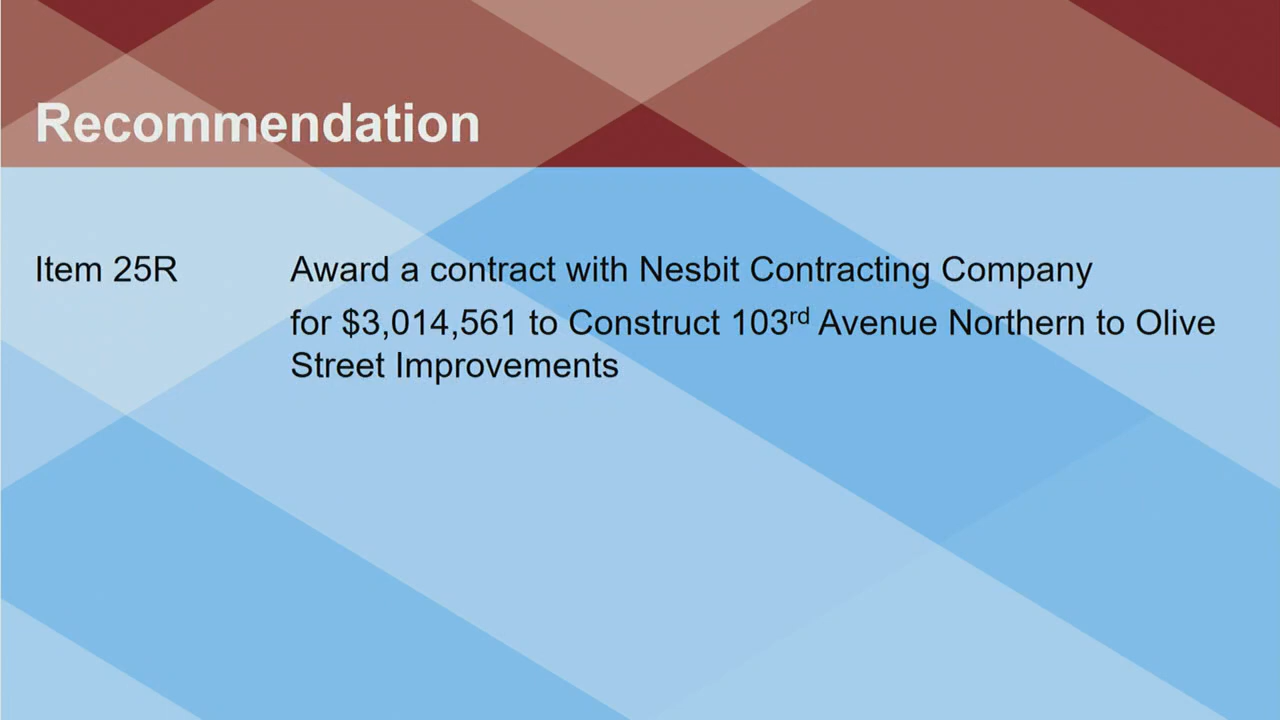 Recommendation
Item 25R Award a contract with Nesbit Contracting Company
for $3,014,561 to Construct 103rd Avenue Northern to Olive
Street Improvements